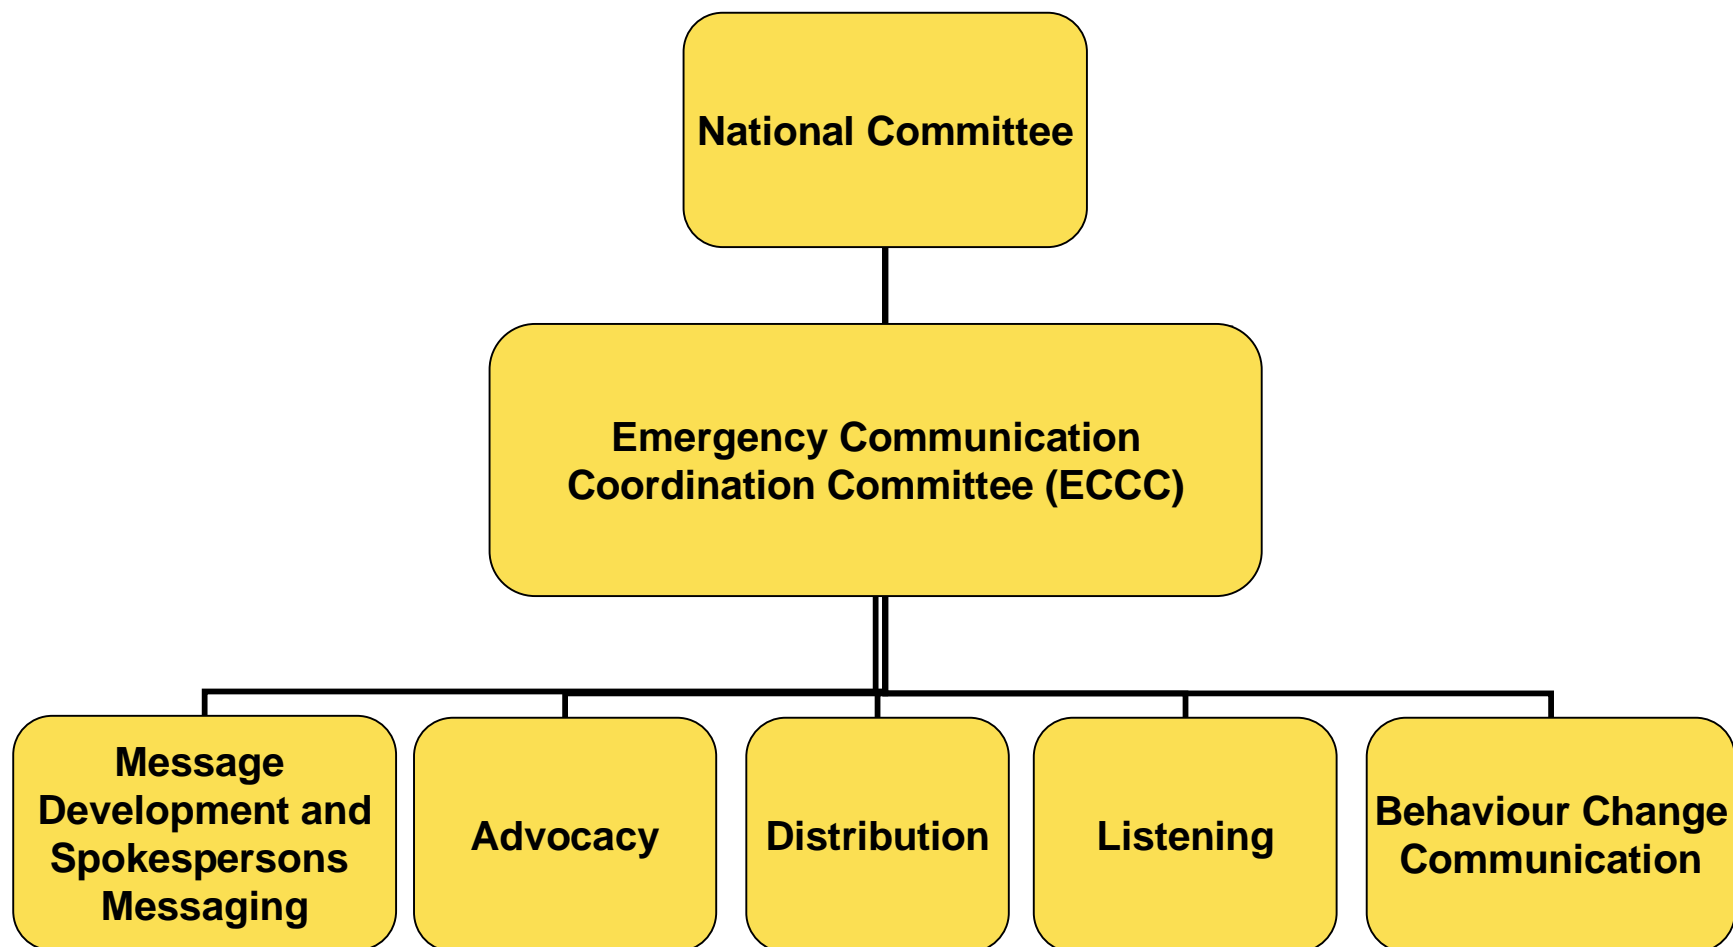 National Committee
Emergency Communication
Coordination Committee (ECCC)
Message
Development and
Spokespersons
Messaging
Advocacy
Distribution
Listening
Behaviour Change
Communication